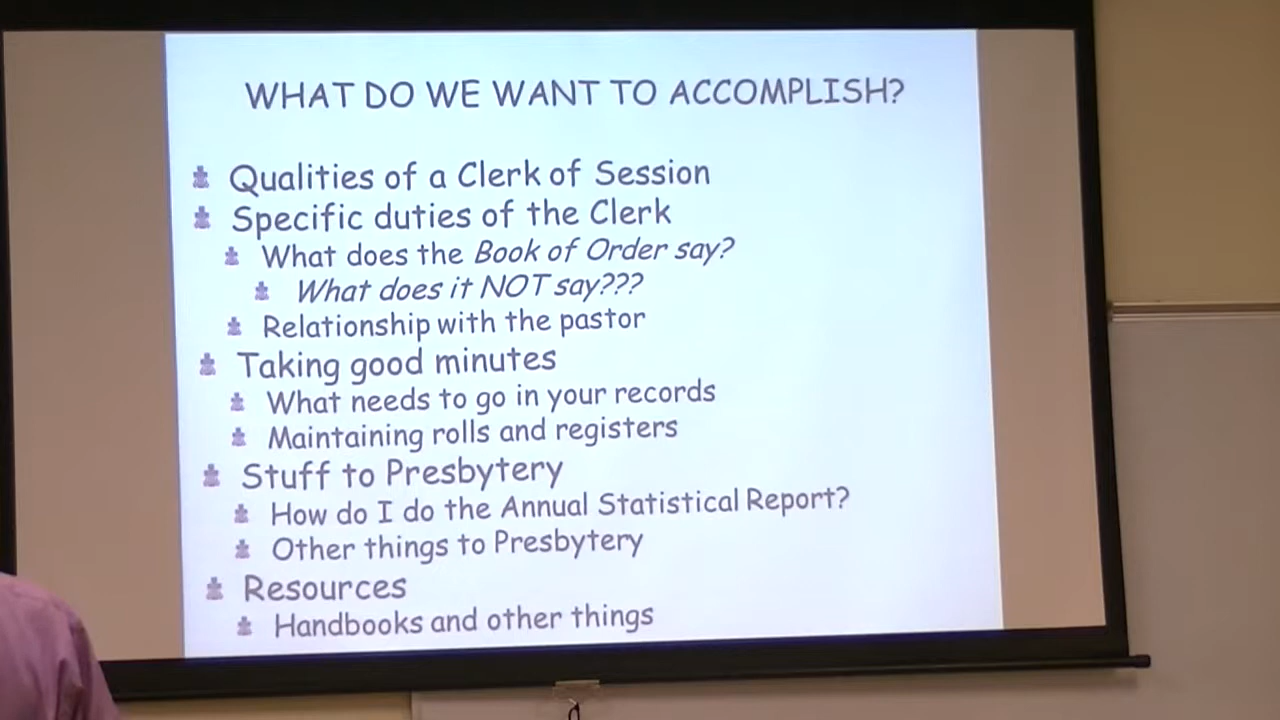 WHAT DO WE WANT TO ACCOMPLISH?
Qualities of a Clerk of Session
Specific duties of the Clerk
What does the Book of Order say?
What does it NOT say???
Relationship with the pastor
Taking good minutes
What needs to go in your records
Maintaining rolls and registers
Stuff to Presbytery
How do I do the Annual Statistical Report?
Other things to Presbytery
Resources
Handbooks and other things